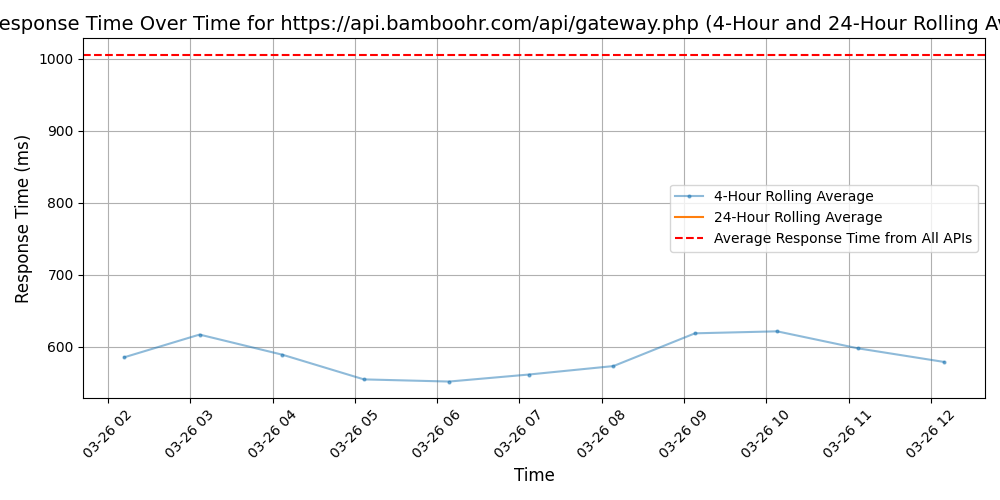 esponse Time Over Time for https://api.bamboohr.com/api/gateway.php (4-Hour and 24-Hour Rolling Av
1000
900
800
700
600
Response Time (ms)
4-Hour Rolling Average
24-Hour Rolling Average
Average Response Time from All APIs
03-26 02
03-26 03
03-26 04
03-26 05
03-26 06
03-26 07
03-26 08
03-26 09
03-26 10
03-26 11
03-26 12
Time